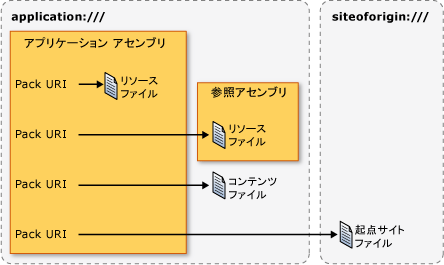 application:///
siteoforigin:///
アプリケーション アセンブリ
Pack URI
リソース
ファイル
参照アセンブリ
Pack URI
リソース
ファイル
Pack URI
コンテンツ
ファイル
Pack URI
起点サイト
ファイル